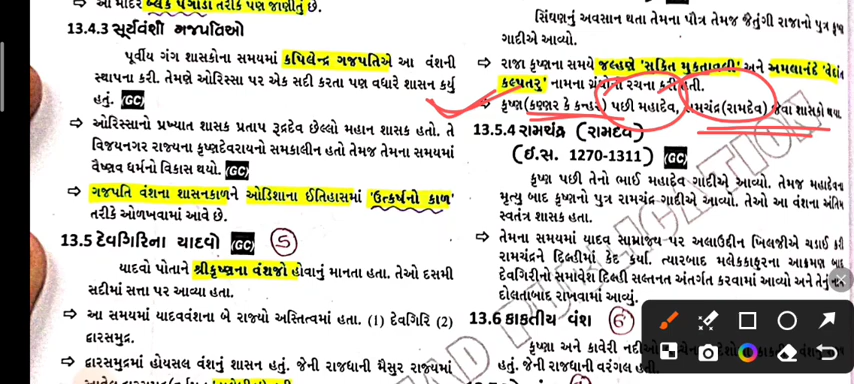 આ મંદિર બ્લેક પેગોડા તરીકે પણ જાણીતું છે.
13.4.3 સૂર્યવંશી ગજપતિઓ
પૂર્વીય ગંગ શાસકોના સમયમાં કપિલેન્દ્ર ગજપતિએ આ વંશની
સ્થાપના કરી. તેમણે ઓરિસ્સા પર એક સદી કરતા પણ વધારે શાસન કર્યુ
હતું. (GC)
⇒ ઓરિસ્સાનો પ્રખ્યાત શાસક પ્રતાપ રૂદ્રદેવ છેલ્લો મહાન શાસક હતો. તે
વિજયનગર રાજ્યના કૃષ્ણદેવરાયનો સમકાલીન હતો તેમજ તેમના સમયમાં
વૈષ્ણવ ધર્મનો વિકાસ થયો. (GC)
⇒ ગજપતિ વંશના શાસનકાળને ઓડિશાના ઈતિહાસમાં 'ઉત્કર્ષનો કાળ'
તરીકે ઓળખવામાં આવે છે.
13.5 દેવગિરિના યાદવો (GC) 5
યાદવો પોતાને શ્રીકૃષ્ણના વંશજો હોવાનું માનતા હતા. તેઓ દસમી
સદીમાં સત્તા પર આવ્યા હતા.
⇒ આ સમયમાં યાદવવંશના બે રાજ્યો અસ્તિત્વમાં હતા. (1) દેવગિરિ (2)
દ્વારસમુદ્ર.
⇒ દ્વારસમુદ્રમાં હોયસલ વંશનું શાસન હતું. જેની રાજધાની મૈસુર રાજ્યમાં
સિંઘણનું અવસાન થતા તેમના પૌત્ર તેમજ જૈતુંગી રાજાનો પુત્ર કૃષ્ણ
ગાદીએ આવ્યો.
⇒ રાજા કૃષ્ણના સમયે જલ્હણે 'સક્તિ મુક્તાવલી' અને અમલાનંદે 'વેદાંત
કલ્પતરુ' નામના ગ્રંથોની રચના કરી હતી.
⇒ કૃષ્ણ (કણ્ણર કે કન્હર) પછી મહાદેવ, રામચંદ્ર (રામદેવ) જેવા શાસકો થયા.
13.5.4 રામચંદ્ર (રામદેવ)
(ઈ.સ. 1270-1311) (GC)
કૃષ્ણ પછી તેનો ભાઈ મહાદેવ ગાદીએ આવ્યો. તેમજ મહાદેવના
મૃત્યુ બાદ કૃષ્ણનો પુત્ર રામચંદ્ર ગાદીએ આવ્યો. તેઓ આ વંશના અંતિમ
સ્વતંત્ર શાસક હતા.
⇒ તેમના સમયમાં યાદવ સામ્રાજ્ય પર અલાઉદ્દીન ખિલજીએ ચડાઈ કરી
રામચંદ્રને દિલ્હીમાં કેદ કર્યા. ત્યારબાદ મલેકકાફુરના આક્રમણ બાદ
દેવગિરીનો સમાવેશ દિલ્હી સલ્તનત અંતર્ગત કરવામાં આવ્યો અને તેનું નામ
દોલતાબાદ રાખવામાં આવ્યું.
13.6 કાકતીય વંશ 6
કૃષ્ણા અને કાવેરી
હતું. જેની રાજધાની વરંગલ હતી.